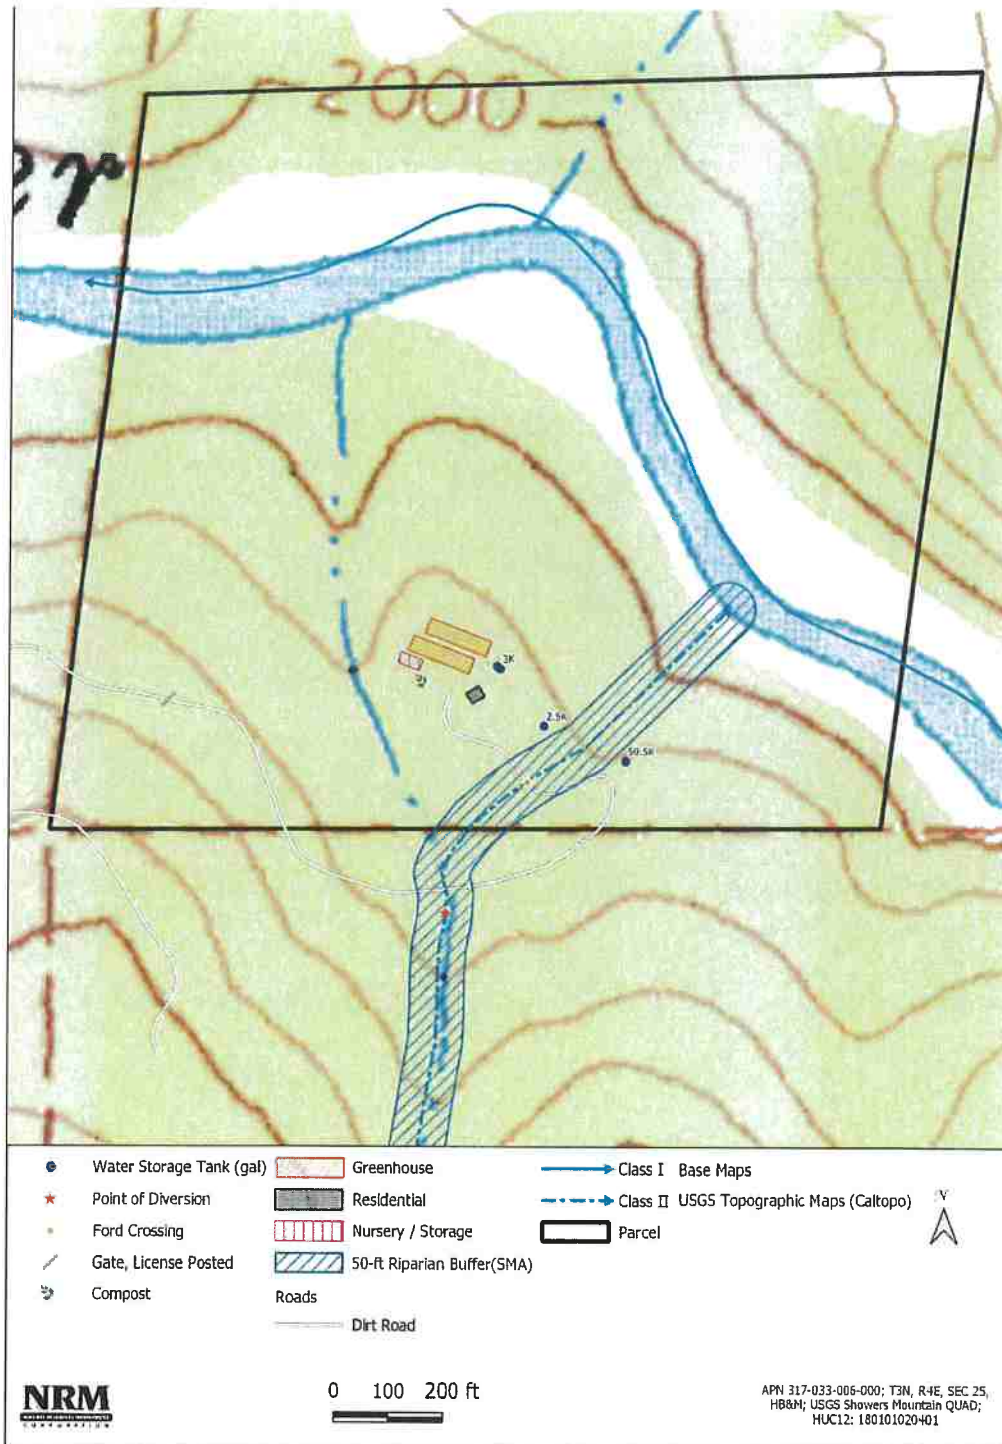 2000
er
3K
2.5K
50.5K
Water Storage Tank (gal)
Point of Diversion
Ford Crossing
Gate, License Posted
Compost
Greenhouse
Residential
Nursery / Storage
50-ft Riparian Buffer(SMA)
Roads
Dirt Road
Class I
Class II
Parcel
Base Maps
USGS Topographic Maps (Caltopo)
N
NRM
0 100 200 ft
APN 317-033-006-000; T3N, R4E, SEC 25,
HB&M; USGS Showers Mountain QUAD;
HUC12: 180101020401